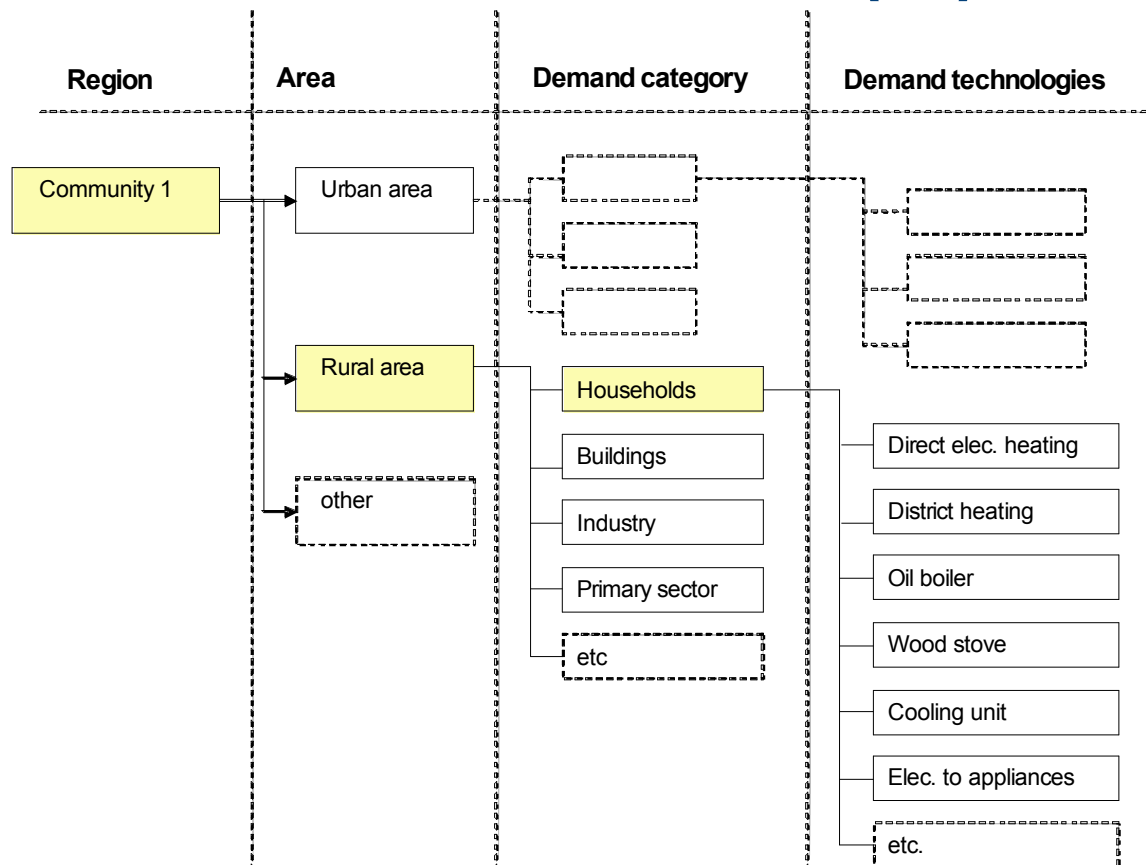 Region
Area
Demand category
Demand technologies
Community 1
Urban area
Rural area
other
Households
Buildings
Industry
Primary sector
etc
Direct elec. heating
District heating
Oil boiler
Wood stove
Cooling unit
Elec. to appliances
etc.